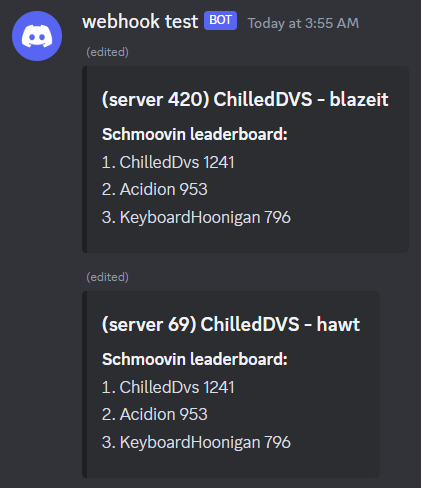 webhook test BOT Today at 3:55 AM
(edited)
(server 420) ChilledDVS - blazeit
Schmoovin leaderboard:
1. ChilledDvs 1241
2. Acidion 953
3. KeyboardHoonigan 796
(edited)
(server 69) ChilledDVS - hawt
Schmoovin leaderboard:
1. ChilledDvs 1241
2. Acidion 953
3. KeyboardHoonigan 796